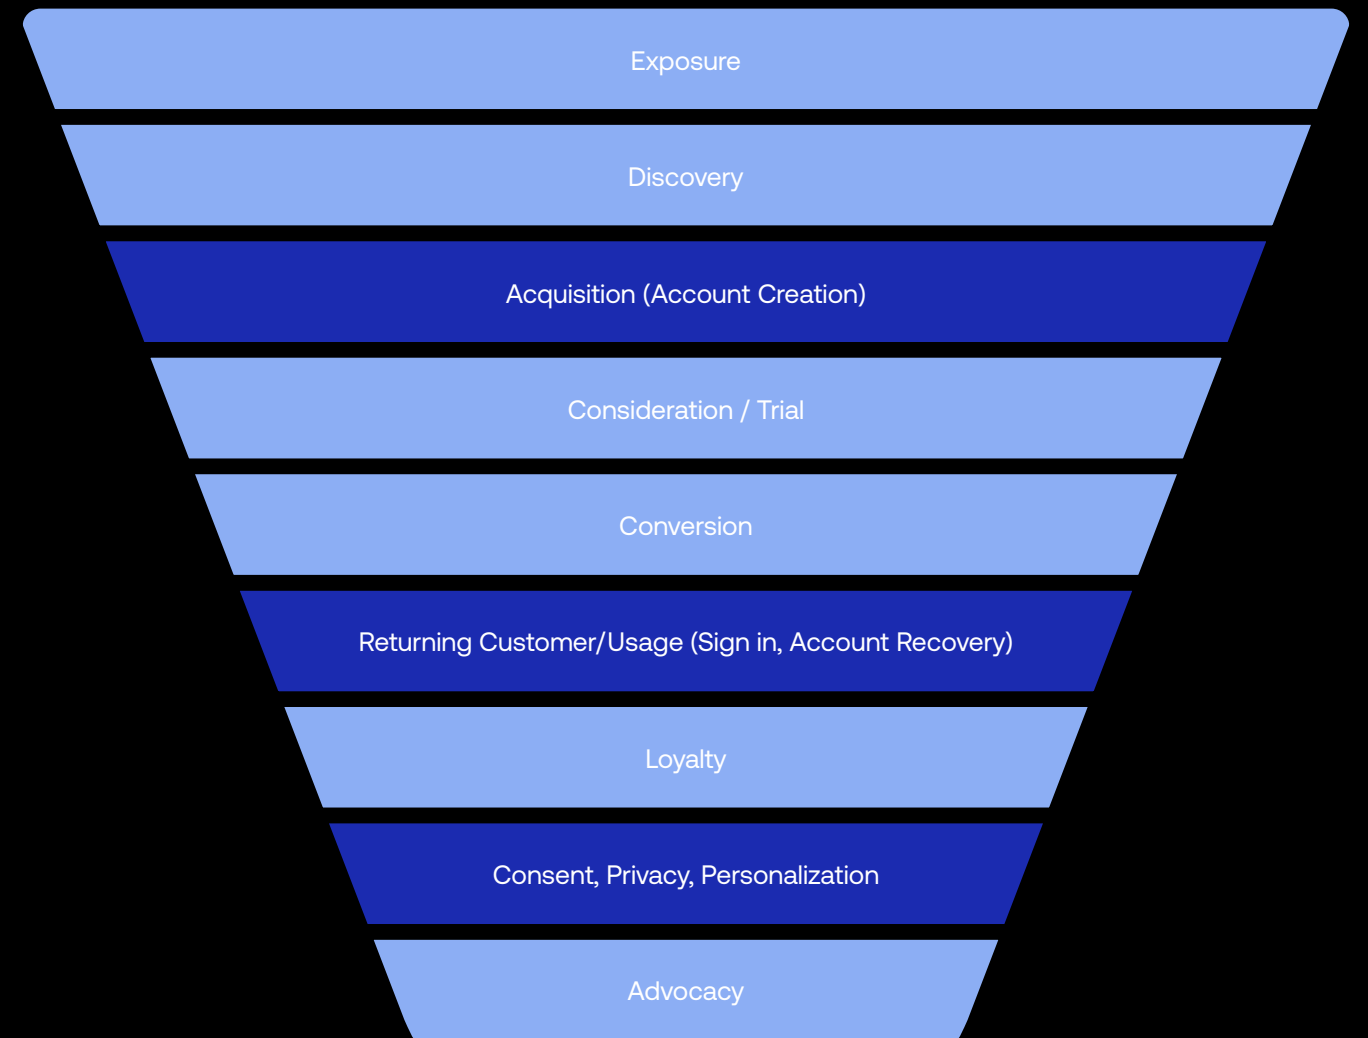 Exposure
Discovery
Acquisition (Account Creation)
Consideration / Trial
Conversion
Returning Customer/Usage (Sign in, Account Recovery)
Loyalty
Consent, Privacy, Personalization
Advocacy